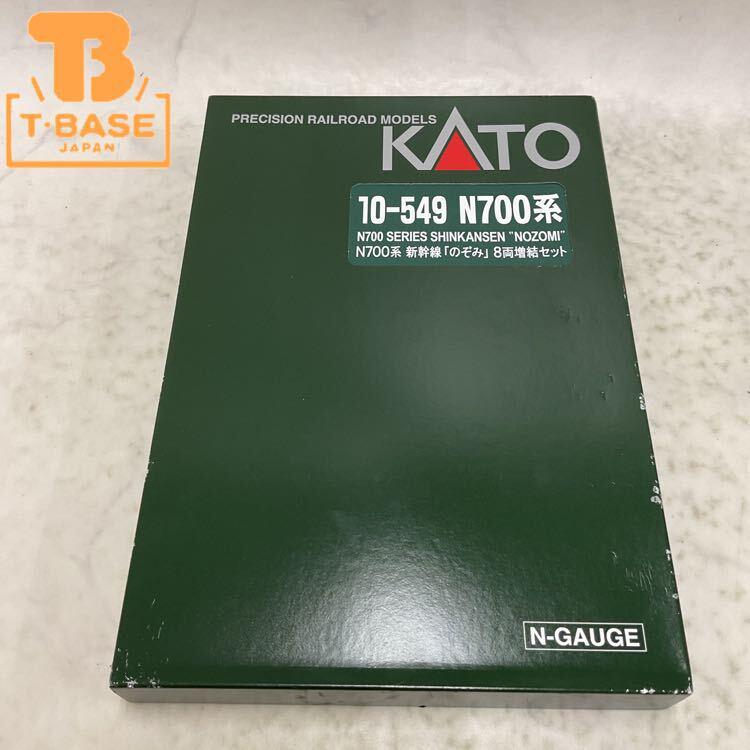 T-BASE
JAPAN
PRECISION RAILROAD MODELS
KATO
10-549 N700系
N700 SERIES SHINKANSEN "NOZOMI"
N700系 新幹線「のぞみ」8両増結セット
N-GAUGE